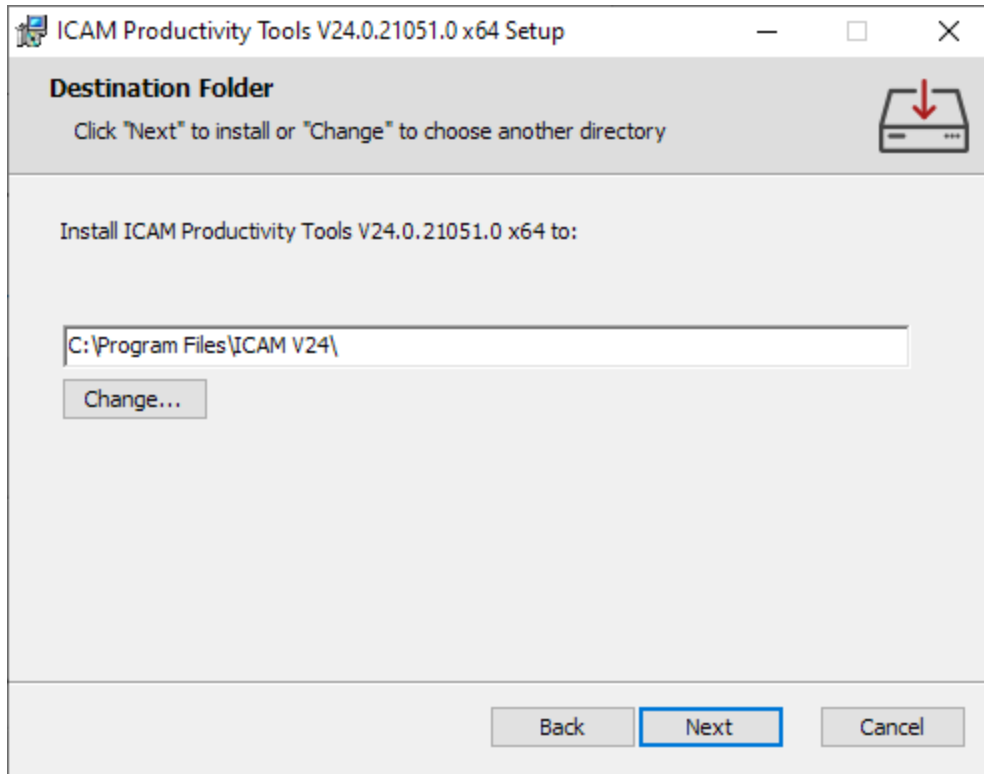 ICAM Productivity Tools V24.0.21051.0 x64 Setup
Destination Folder
Click "Next" to install or "Change" to choose another directory
Install ICAM Productivity Tools V24.0.21051.0 x64 to:
C:\Program Files\ICAM V24\
Change...
Back Next Cancel